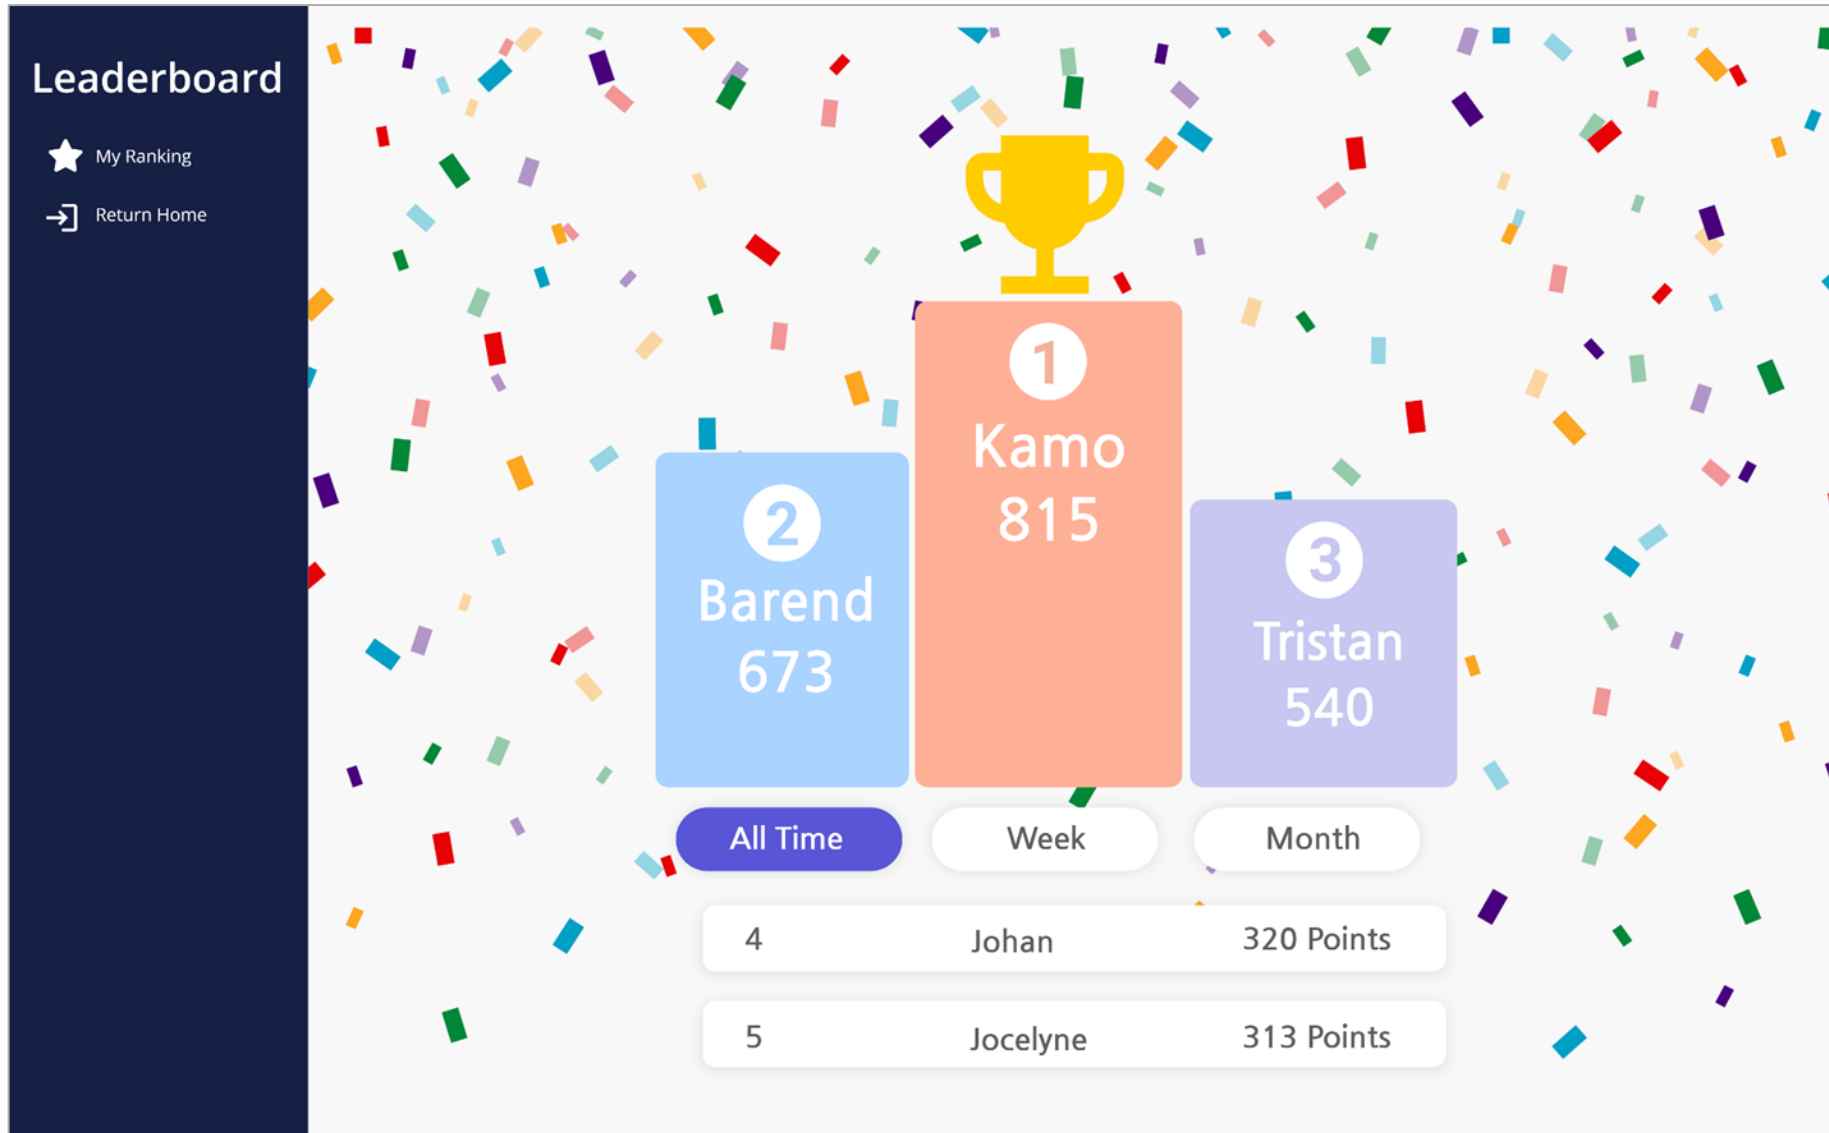 Leaderboard
My Ranking
Return Home
1
Kamo
815
2
Barend
673
3
Tristan
540
All Time Week Month
4 Johan 320 Points
5 Jocelyne 313 Points